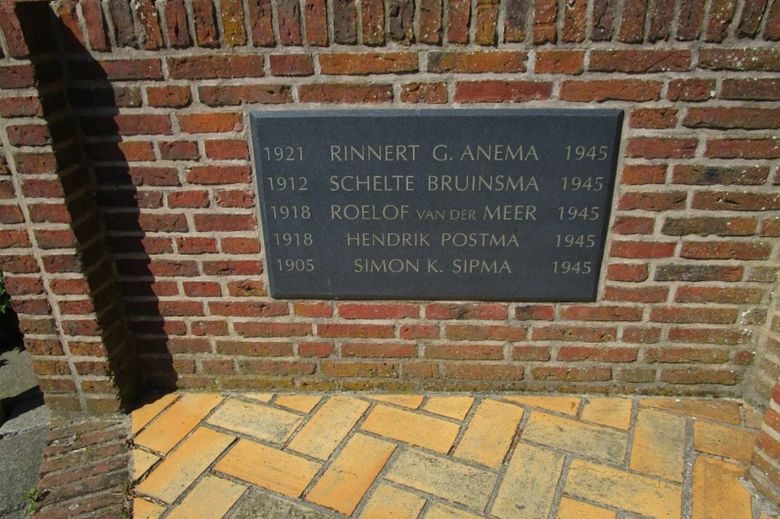 1921 RINNERT G. ANEMA 1945
1912 SCHELTE BRUINSMA 1945
1918 ROELOF VAN DER MEER 1945
1918 HENDRIK POSTMA 1945
1905 SIMON K. SIPMA 1945